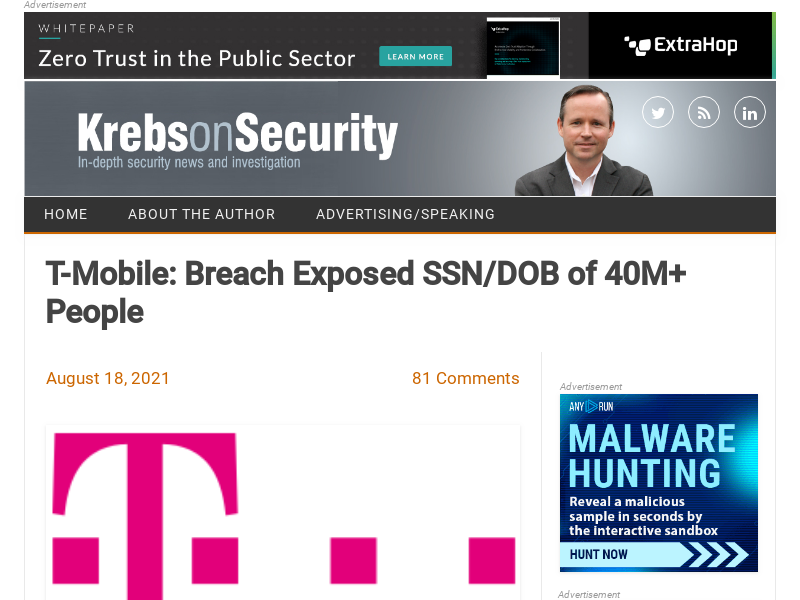 Advertisement
WHITEPAPER
Zero Trust in the Public Sector
LEARN MORE
ExtraHop
KrebsonSecurity
In-depth security news and investigation
in
HOME
ABOUT THE AUTHOR
ADVERTISING/SPEAKING
T-Mobile: Breach Exposed SSN/DOB of 40M+
People
August 18, 2021
81 Comments
T
Advertisement
ANY RUN
MALWARE
HUNTING
Reveal a malicious
sample in seconds by
the interactive sandbox
HUNT NOW
Advertisement